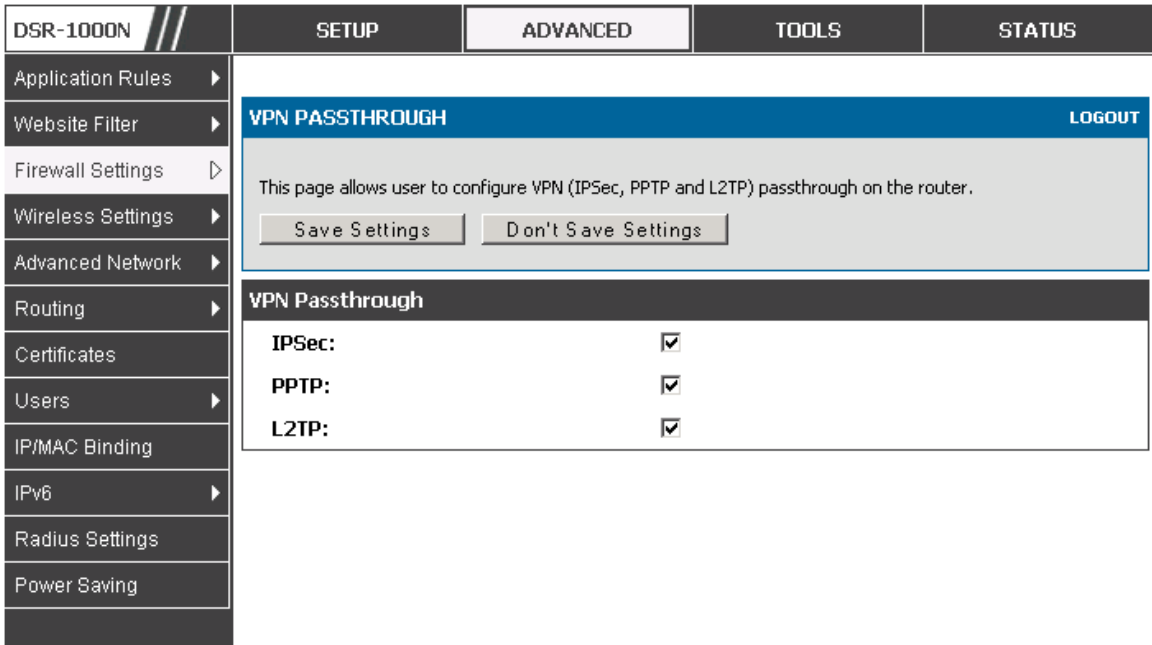 DSR-1000N
SETUP
ADVANCED
TOOLS
STATUS
Application Rules
Website Filter
Firewall Settings
Wireless Settings
Advanced Network
Routing
Certificates
Users
IP/MAC Binding
IPv6
Radius Settings
Power Saving
VPN PASSTHROUGH
LOGOUT
This page allows user to configure VPN (IPSec, PPTP and L2TP) passthrough on the router.
Save Settings
Don't Save Settings
VPN Passthrough
IPSec:
PPTP:
L2TP: